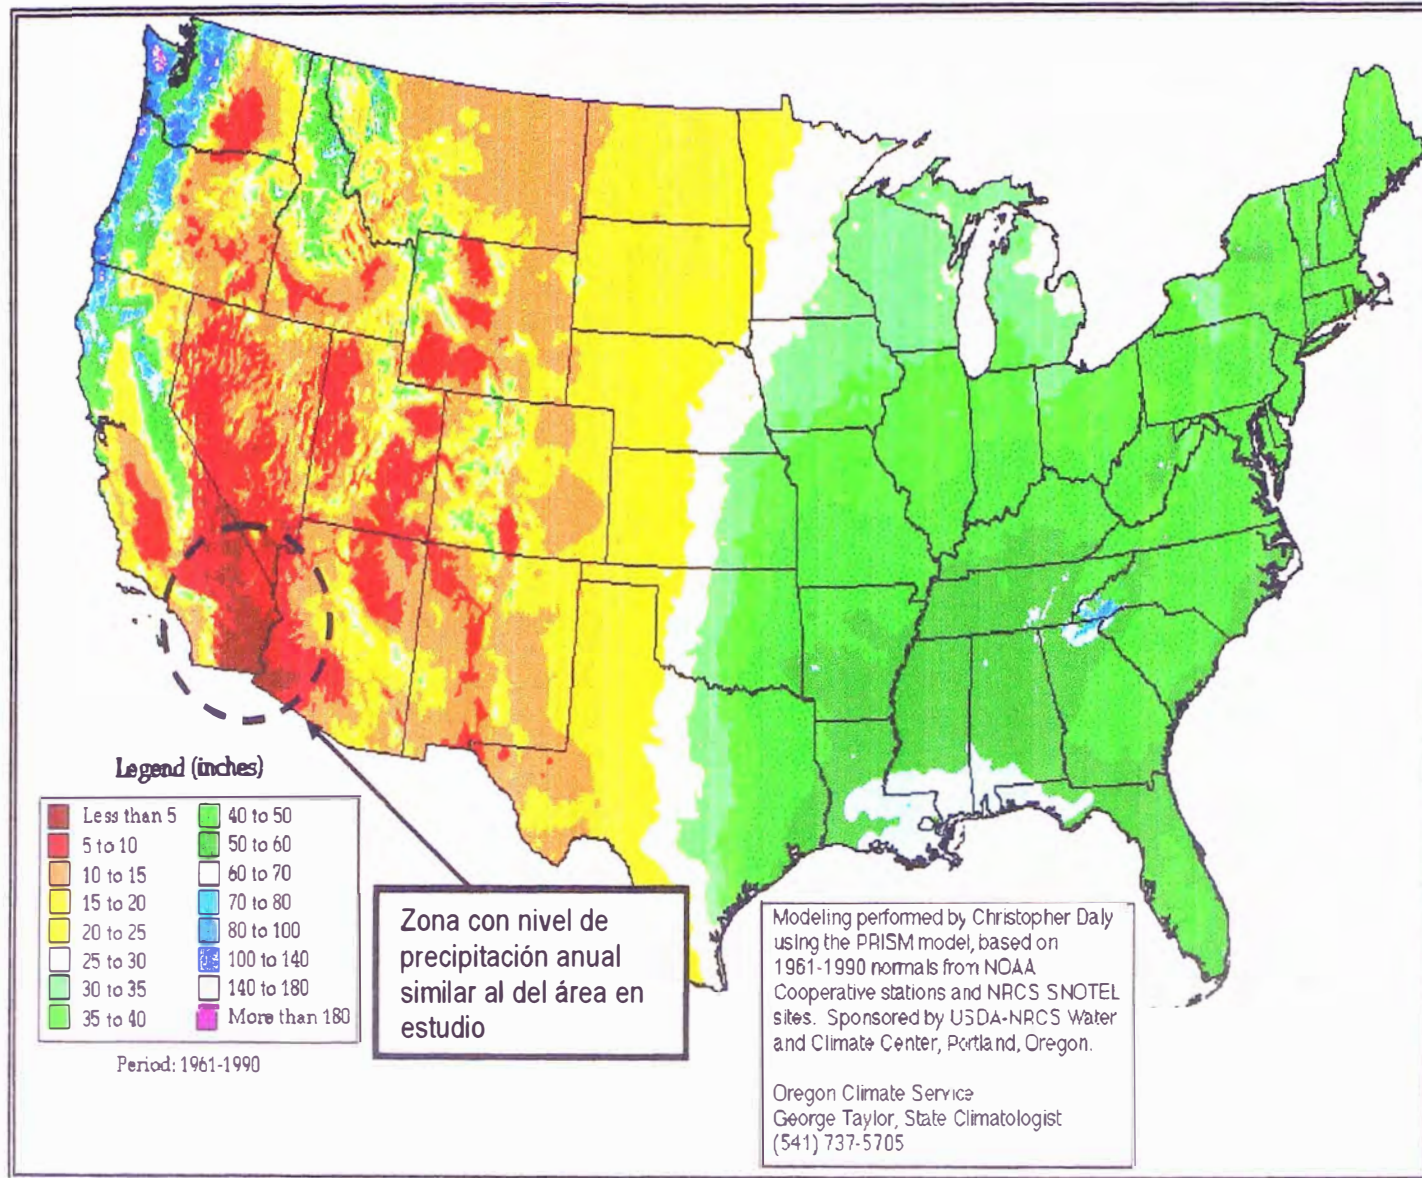 Legend (inches)
Less than 5
5 to 10
10 to 15
15 to 20
20 to 25
25 to 30
30 to 35
35 to 40
40 to 50
50 to 60
60 to 70
70 to 80
80 to 100
100 to 140
140 to 180
More than 180
Period: 1961-1990
Zona con nivel de
precipitación anual
similar al del área en
estudio
Modeling performed by Christopher Daly
using the PRISM model, based on
1961-1990 normals from NOAA
Cooperative stations and NRCS SNOTEL
sites. Sponsored by USDA-NRCS Water
and Climate Center, Portland, Oregon.
Oregon Climate Service
George Taylor, State Climatologist
(541) 737-5705